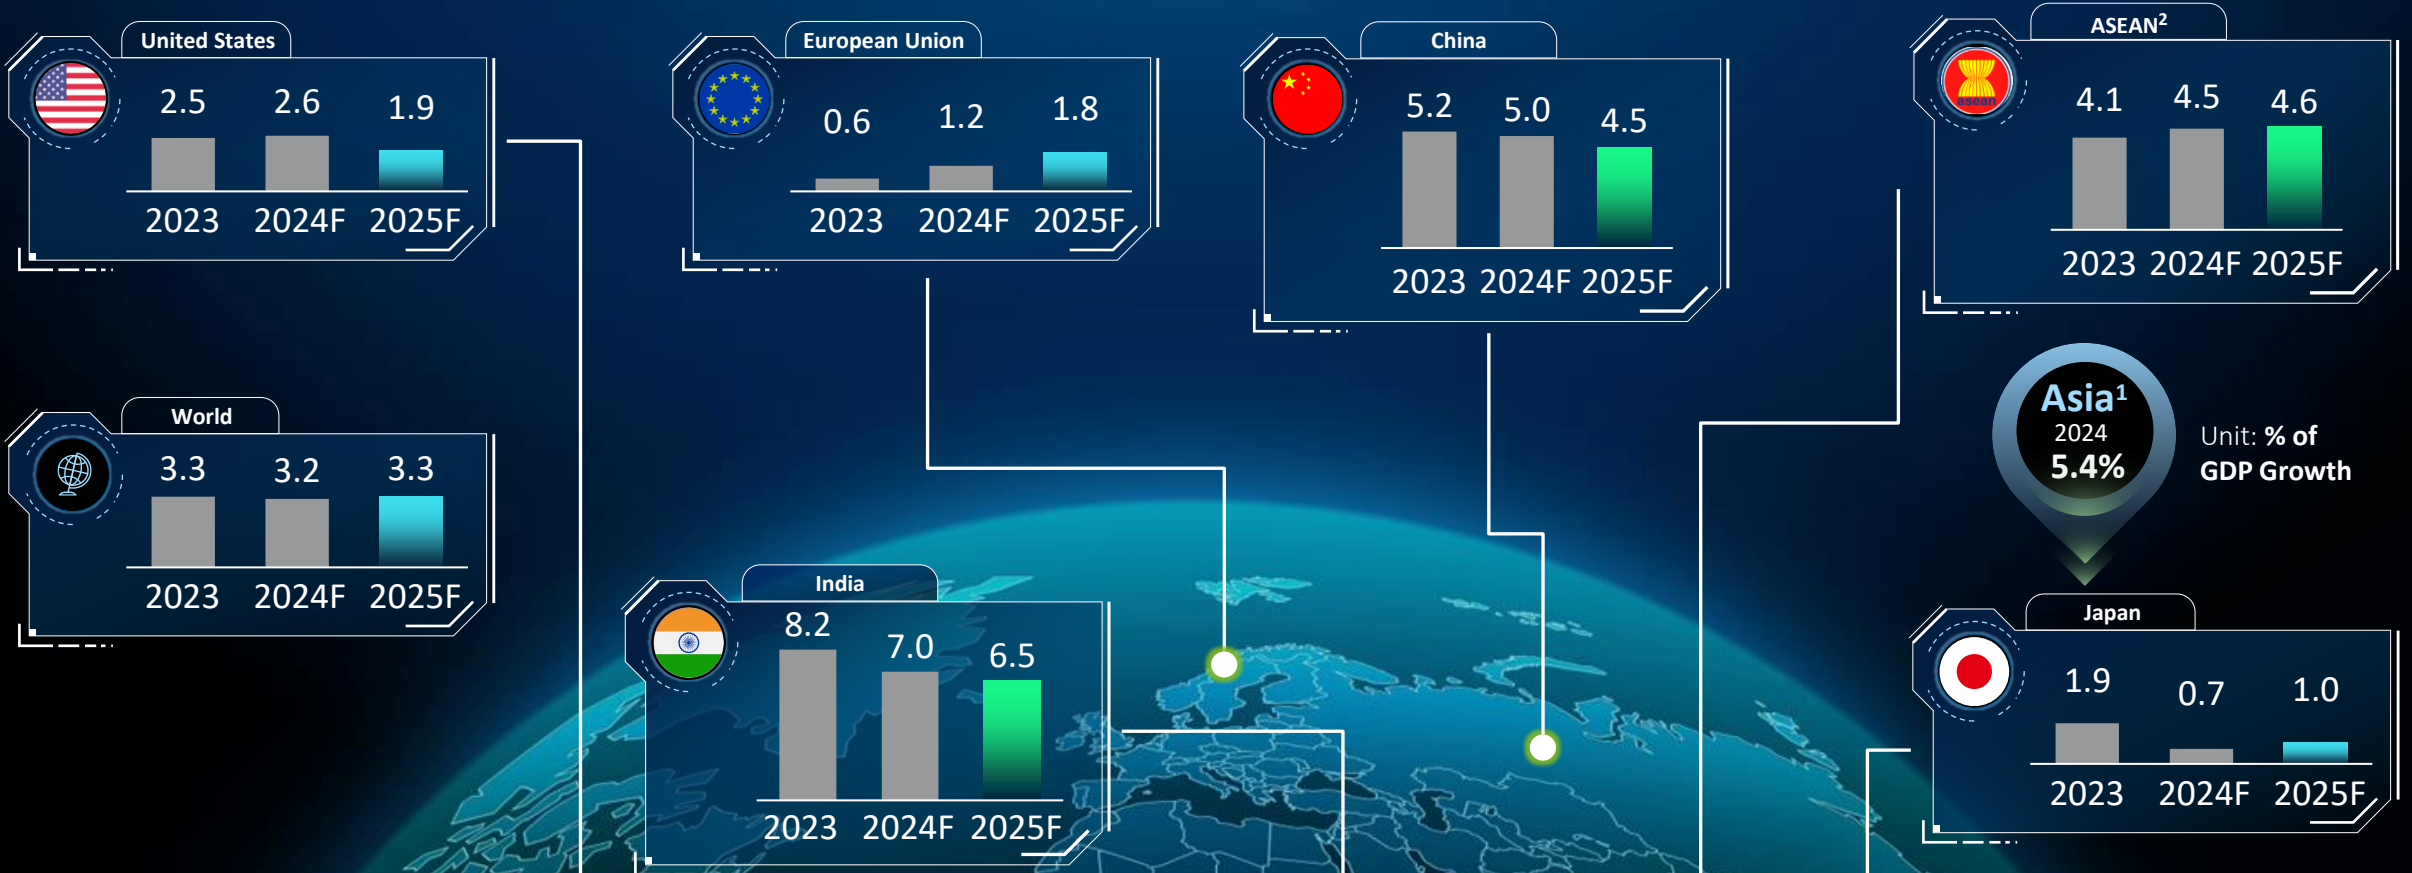 United States
2.5 2.6 1.9
2023 2024F 2025F
European Union
0.6 1.2 1.8
2023 2024F 2025F
China
5.2 5.0 4.5
2023 2024F 2025F
ASEAN²
asean
4.1 4.5 4.6
2023 2024F 2025F
World
3.3 3.2 3.3
2023 2024F 2025F
Asia¹
2024
5.4%
Unit: % of
GDP Growth
India
8.2 7.0 6.5
2023 2024F 2025F
Japan
1.9 0.7 1.0
2023 2024F 2025F